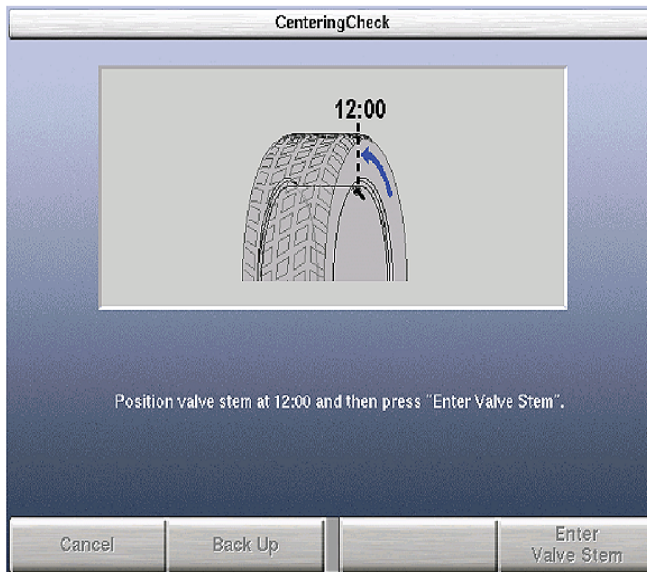 CenteringCheck
12:00
Position valve stem at 12:00 and then press "Enter Valve Stem".
Cancel
Back Up
Enter
Valve Stem